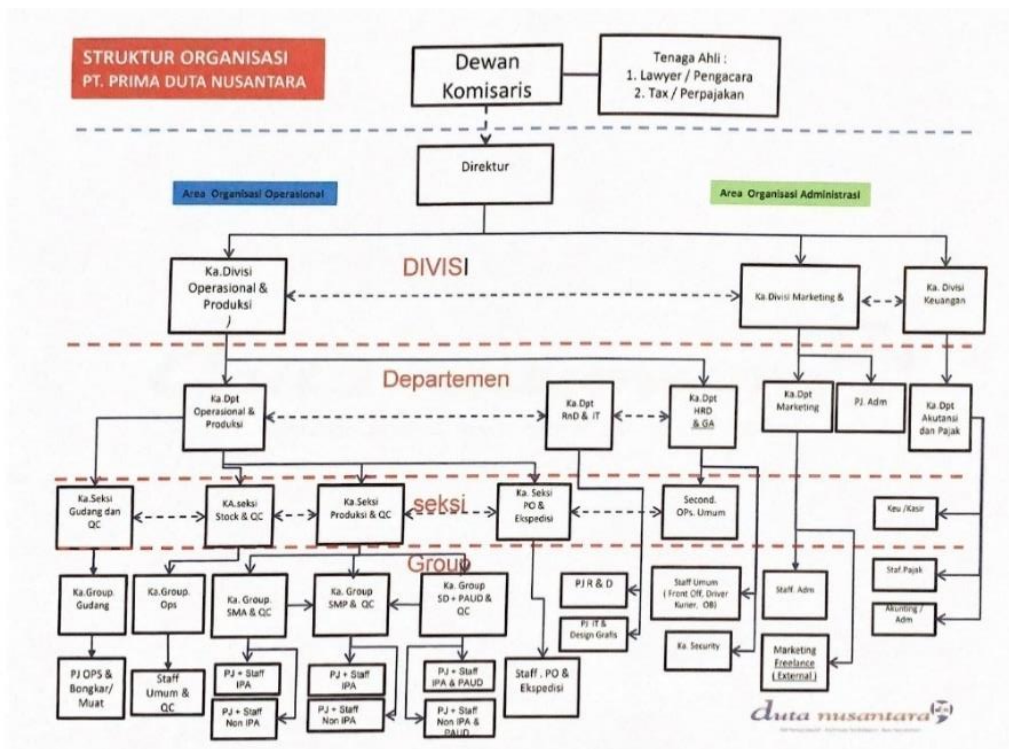 STRUKTUR ORGANISASI
PT. PRIMA DUTA NUSANTARA
Dewan
Komisaris
Tenaga Ahli :
1. Lawyer / Pengacara
2. Tax / Perpajakan
Direktur
Area Organisasi Operasional
Area Organisasi Administrasi
DIVISI
Ka.Divisi
Operasional &
Produksi
)
Ka.Divisi Marketing &
Ka. Divisi
Keuangan
Departemen
Ka.Dpt
Operasional &
Produksi
Ka.Dpt
RnD & IT
Ka.Dpt
HRD
& GA
Ka.Dpt
Marketing
PJ. Adm
Ka.Dpt
Akutansi
dan Pajak
seksi
Ka.Seksi
Gudang dan
QC
KA.seksi
Stock & QC
Ka.Seksi
Produksi & QC
Ka. Seksi
PO &
Ekspedisi
Second.
OPs. Umum
Keu /Kasir
Group
Ka.Group.
Gudang
Ka.Group.
Ops
Ka. Group.
SMA & QC
Ka. Group
SMP & QC
Ka. Group
SD + PAUD &
QC
PJ R & D
Staff Umum
( Front Off, Driver
Kurier, OB)
Staff. Adm
Staf.Pajak
Akunting /
Adm
PJ IT &
Design Grafis
Ka. Security
Marketing
Freelance
( External )
PJ OPS &
Bongkar/
Muat
Staff
Umum &
QC
PJ + Staff
IPA
PJ + Staff
Non IPA
PJ + Staff
IPA
PJ + Staff
Non IPA
PJ + Staff
IPA & PAUD
PJ + Staff
Non IPA &
PAUD
Staff . PO &
Ekspedisi
duta nusantara